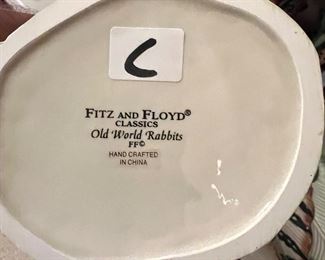 C
FITZ AND FLOYD®
CLASSICS
Old World Rabbits
FF©
HAND CRAFTED
IN CHINA